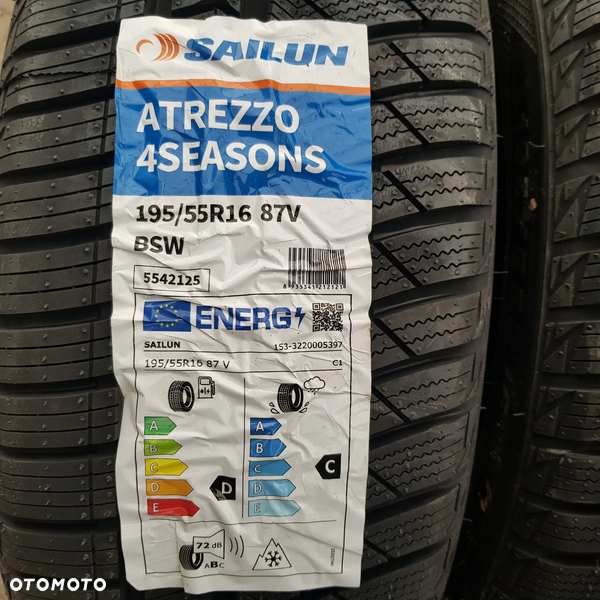 SAILUN
ATREZZO
4SEASONS
195/55R16 87V
BSW
5542125
8935341212121
ENERG
SAILUN 153-3220005397
195/55R16 87 V C1
A A
B B
C C C
D D D
E E
72 dB
ABC
OTOMOTO